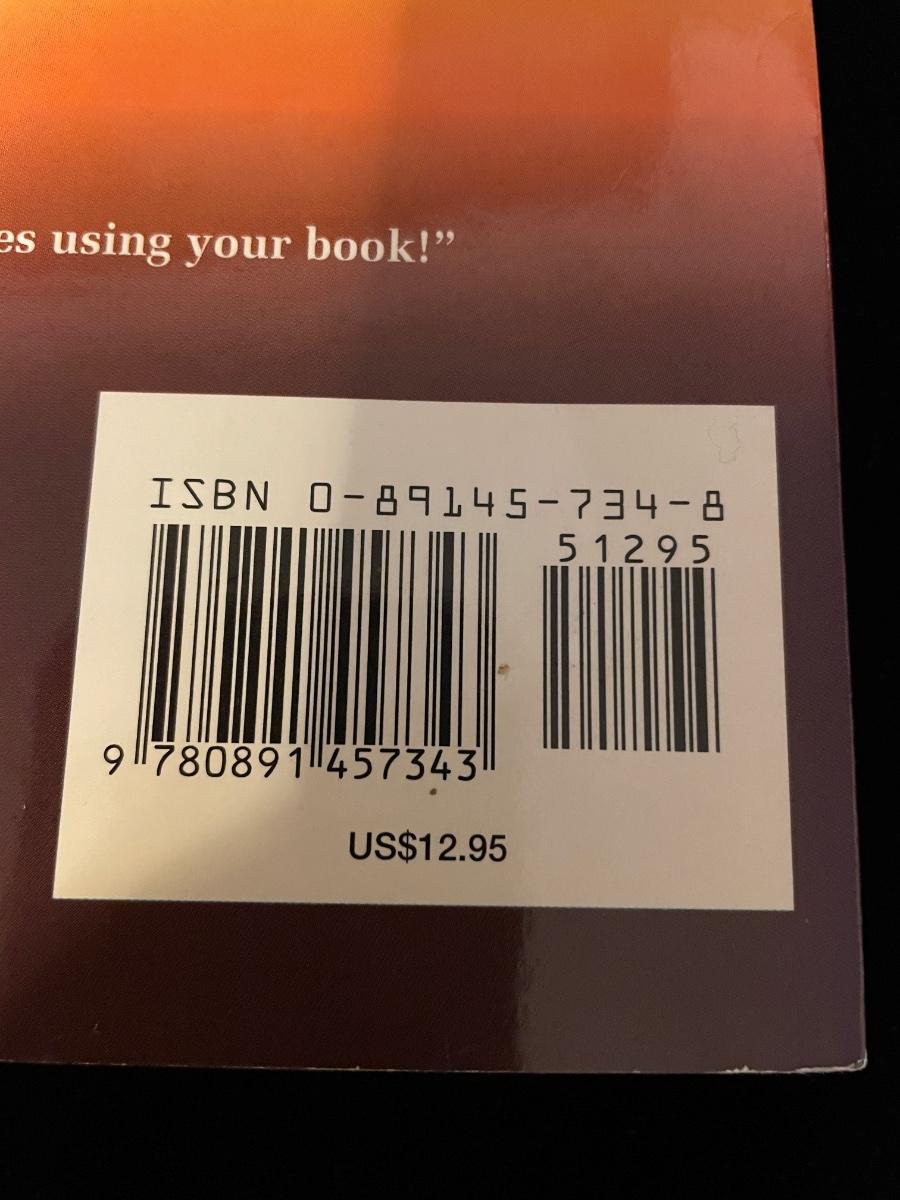 es using your book!”
ISBN 0-89145-734-8
51295
9 780891 457343
US$12.95